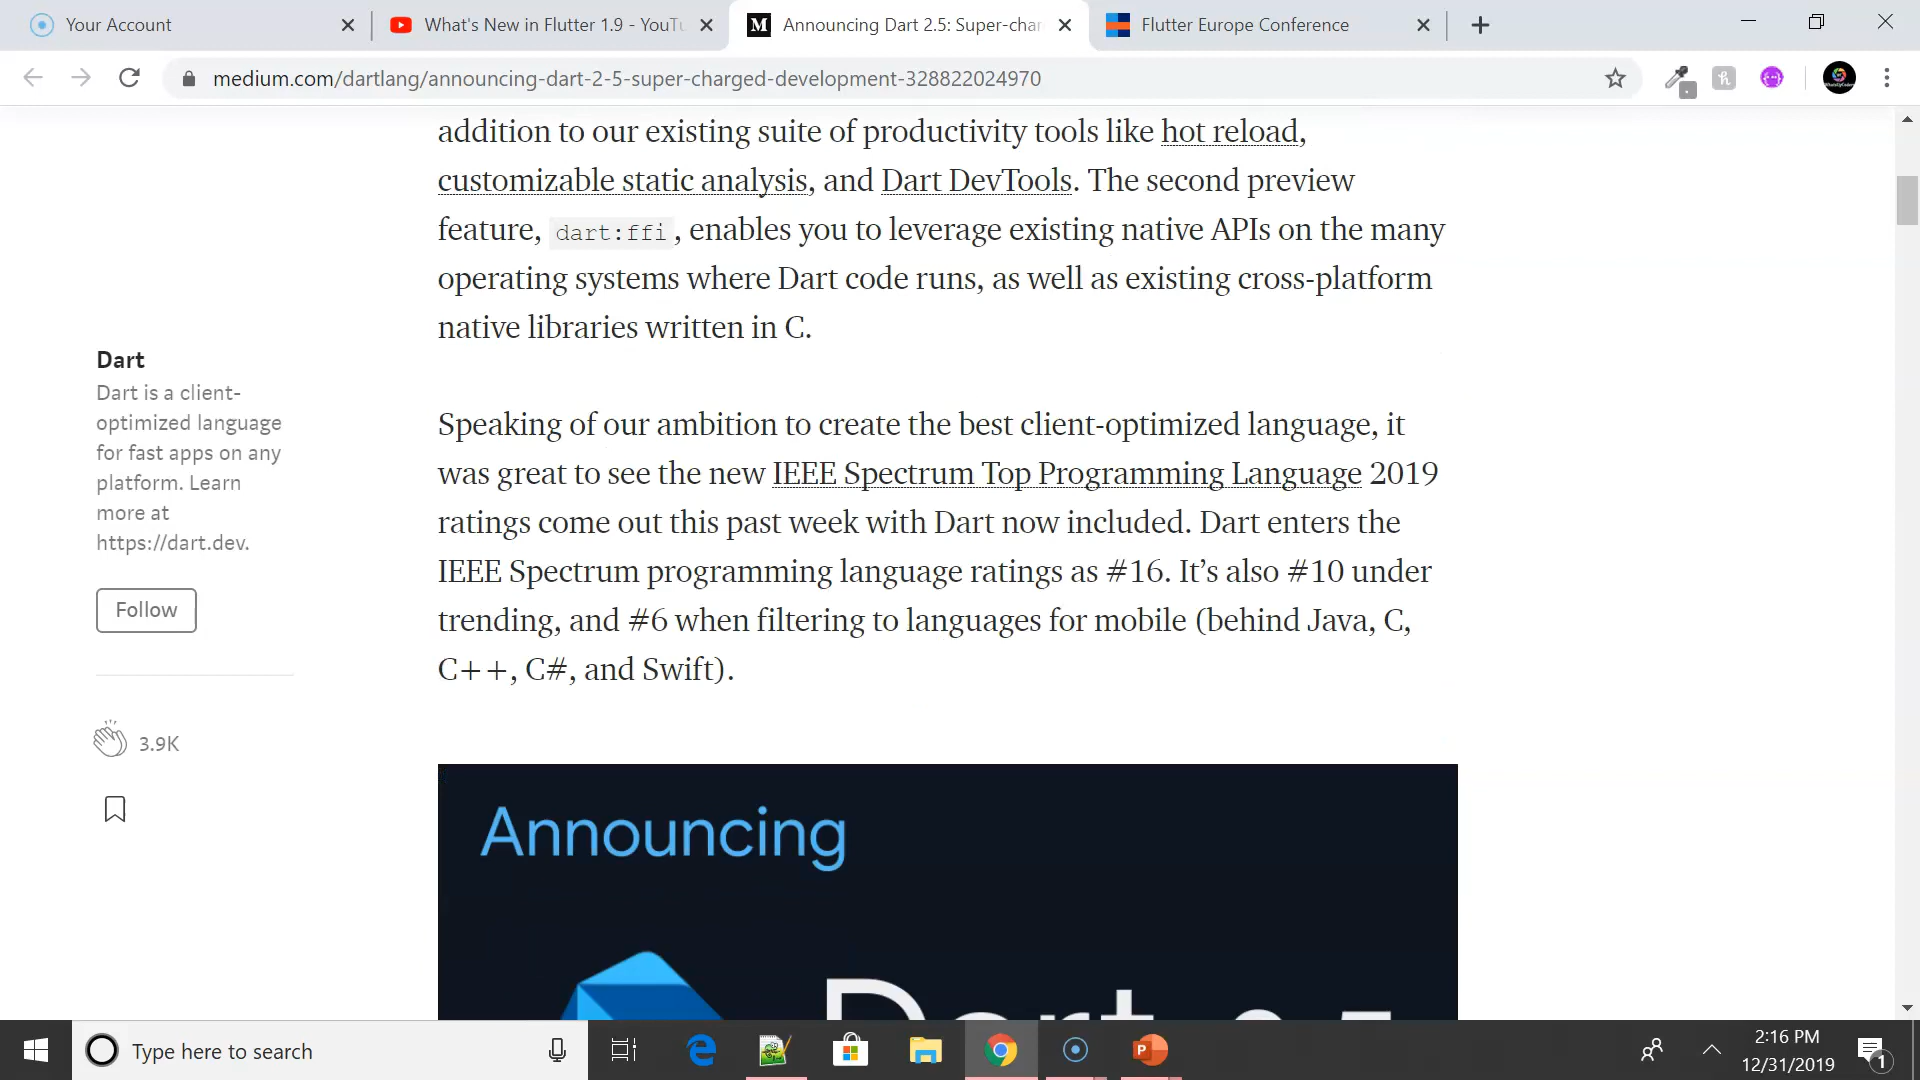 Your Account
What's New in Flutter 1.9 - YouTu
Announcing Dart 2.5: Super-char
Flutter Europe Conference
medium.com/dartlang/announcing-dart-2-5-super-charged-development-328822024970
addition to our existing suite of productivity tools like hot reload,
customizable static analysis, and Dart DevTools. The second preview
feature, dart:ffi, enables you to leverage existing native APIs on the many
operating systems where Dart code runs, as well as existing cross-platform
native libraries written in C.
Dart
Dart is a client-
optimized language
for fast apps on any
platform. Learn
more at
https://dart.dev.
Follow
3.9K
Speaking of our ambition to create the best client-optimized language, it
was great to see the new IEEE Spectrum Top Programming Language 2019
ratings come out this past week with Dart now included. Dart enters the
IEEE Spectrum programming language ratings as #16. It’s also #10 under
trending, and #6 when filtering to languages for mobile (behind Java, C,
C++, C#, and Swift).
Announcing
Dart 2.5
Type here to search
2:16 PM
12/31/2019
1